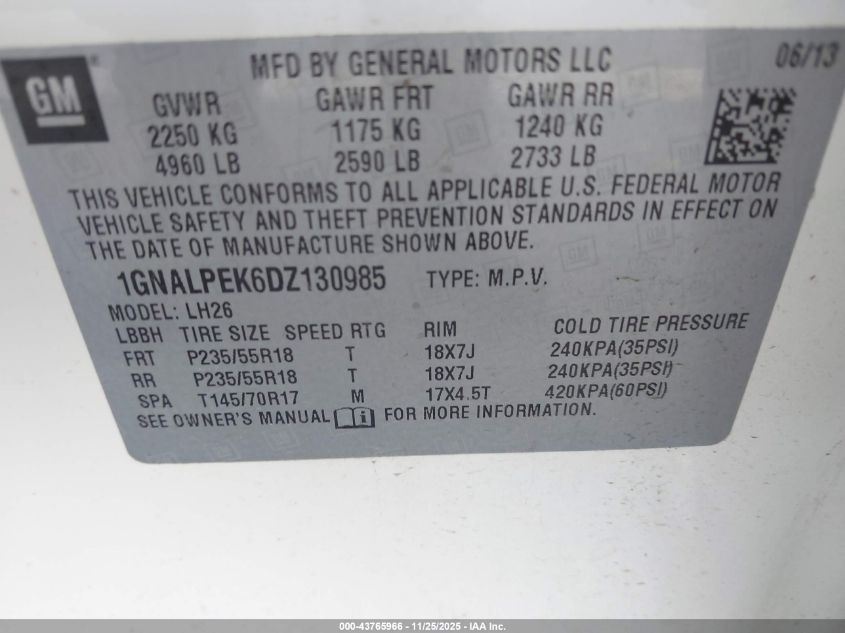 GM
®
MFD BY GENERAL MOTORS LLC
06/13
GVWR GAWR FRT GAWR RR
2250 KG 1175 KG 1240 KG
4960 LB 2590 LB 2733 LB
THIS VEHICLE CONFORMS TO ALL APPLICABLE U.S. FEDERAL MOTOR
VEHICLE SAFETY AND THEFT PREVENTION STANDARDS IN EFFECT ON
THE DATE OF MANUFACTURE SHOWN ABOVE.
1GNALPEK6DZ130985 TYPE: M.P.V.
MODEL: LH26
LBBH TIRE SIZE SPEED RTG RIM COLD TIRE PRESSURE
FRT P235/55R18 T 18X7J 240KPA(35PSI)
RR P235/55R18 T 18X7J 240KPA(35PSI)
SPA T145/70R17 M 17X4.5T 420KPA(60PSI)
SEE OWNER'S MANUAL i FOR MORE INFORMATION.
000-43765966 - 11/25/2025 - IAA Inc.